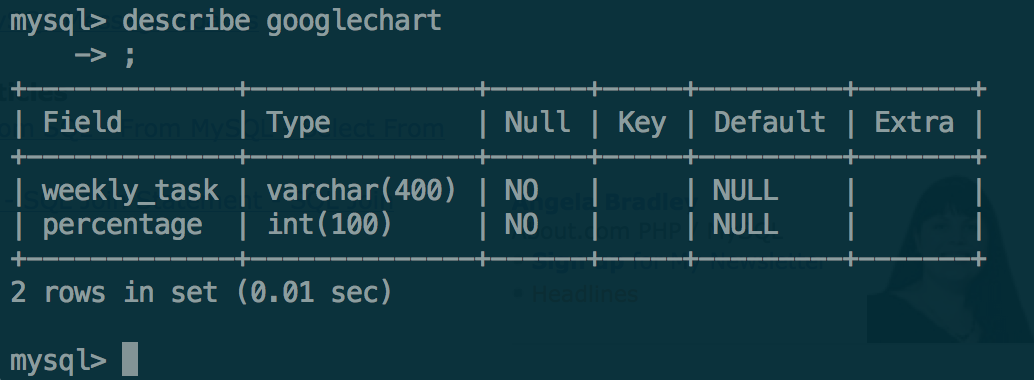 mysql> describe googlechart
    -> ;
+-------------+--------------+------+-----+---------+-------+
| Field       | Type         | Null | Key | Default | Extra |
+-------------+--------------+------+-----+---------+-------+
| weekly_task | varchar(400) | NO   |     | NULL    |       |
| percentage  | int(100)     | NO   |     | NULL    |       |
+-------------+--------------+------+-----+---------+-------+
2 rows in set (0.01 sec)
mysql>
Headlines